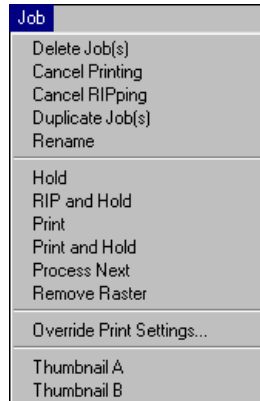 Job
Delete Job(s)
Cancel Printing
Cancel RIPping
Duplicate Job(s)
Rename
Hold
RIP and Hold
Print
Print and Hold
Process Next
Remove Raster
Override Print Settings...
Thumbnail A
Thumbnail B